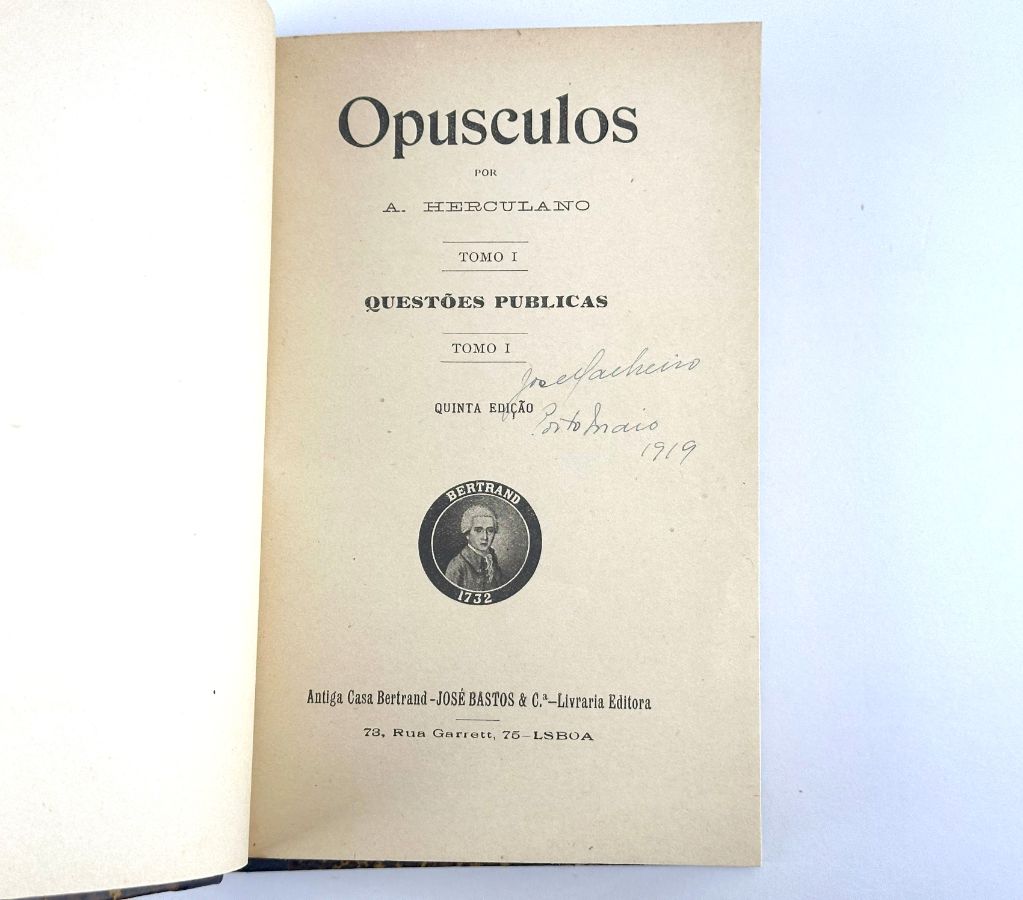 Opusculos
POR
A. HERCULANO
TOMO I
QUESTÕES PUBLICAS
TOMO I
QUINTA EDIÇÃO
José
Porto Maio
1919
BERTRAND
1732
Antiga Casa Bertrand-JOSÉ BASTOS & C.ª-Livraria Editora
73, Rua Garrett, 75-LSBOA